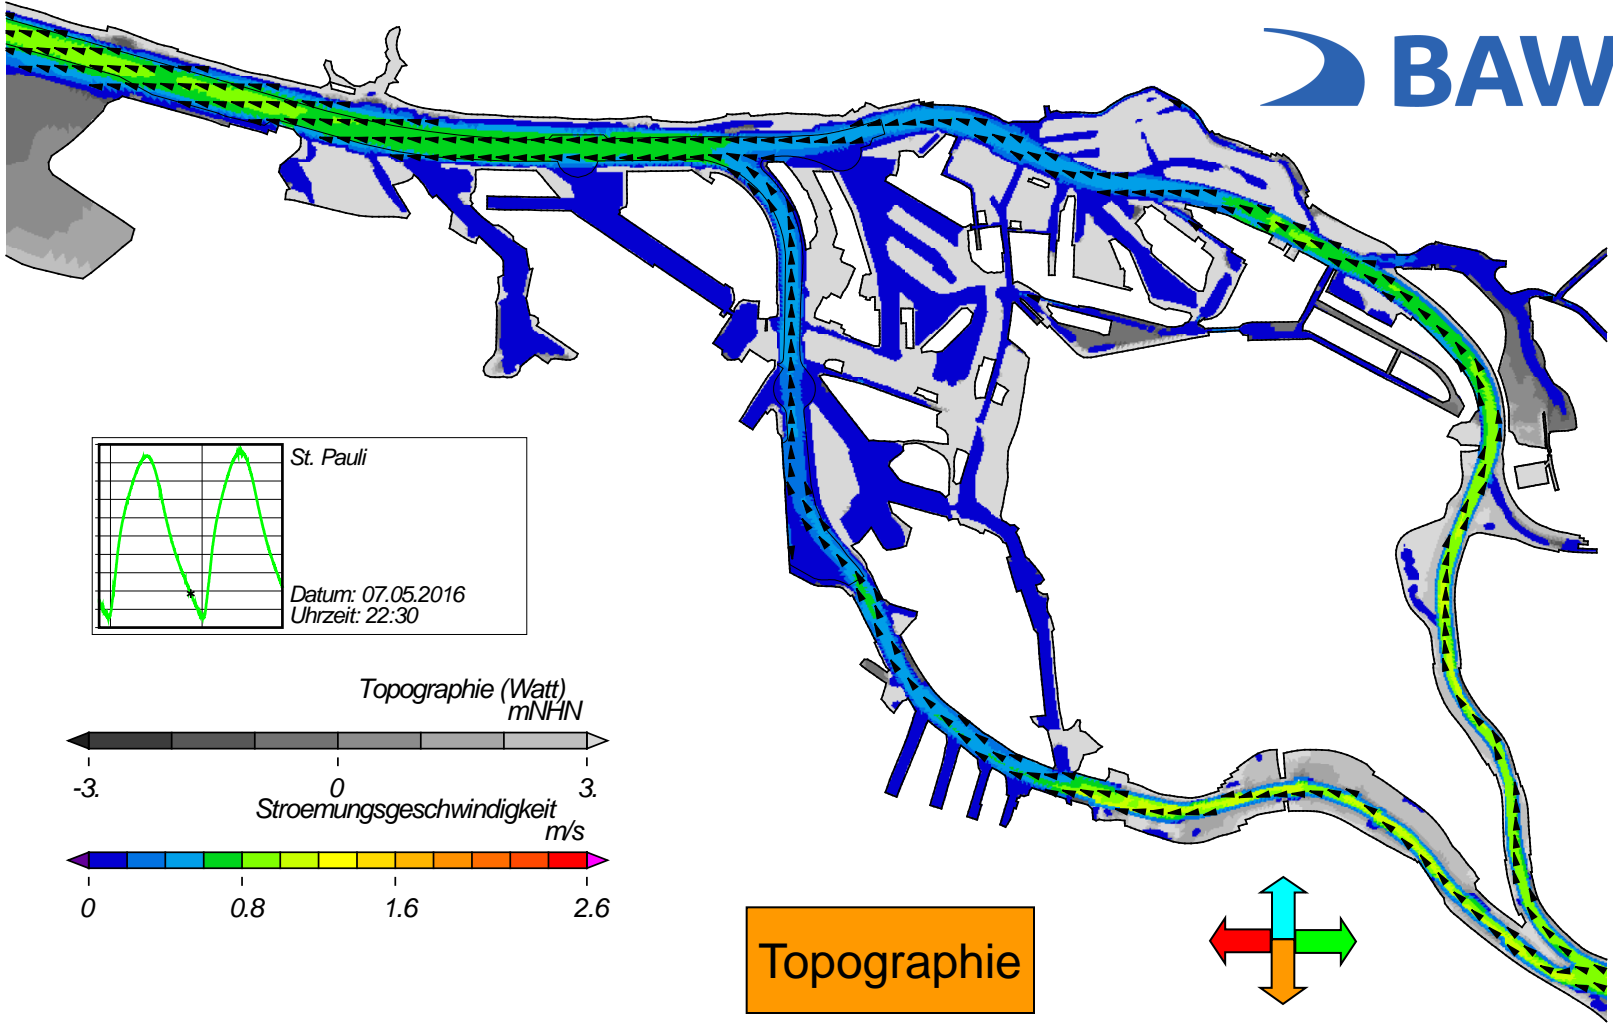 BAW
St. Pauli
Datum: 07.05.2016
Uhrzeit: 22:30
Topographie (Watt)
mNHN
-3. 0 3.
Stroemungsgeschwindigkeit
m/s
0 0.8 1.6 2.6
Topographie